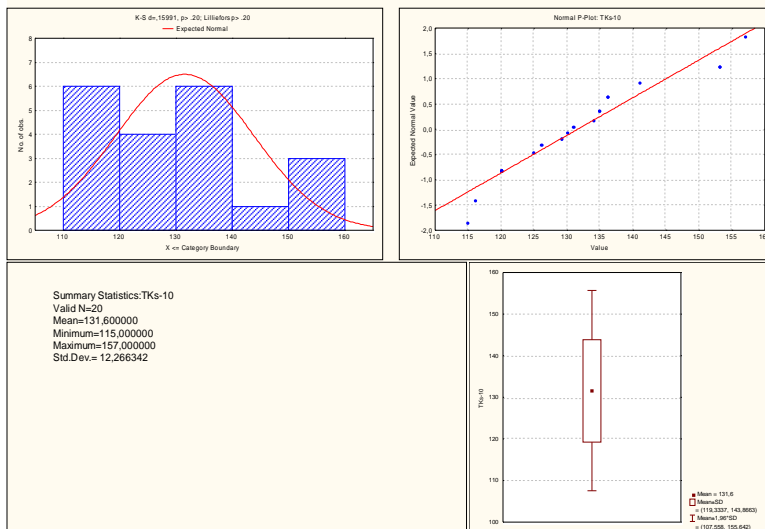 K-S d=,15991, p> .20; Lilliefors p> .20
Expected Normal
8
7
6
5
4
3
2
1
0
No. of obs.
110 120 130 140 150 160
X <= Category Boundary
Normal P-Plot: TKs-10
2,0
1,5
1,0
0,5
0,0
-0,5
-1,0
-1,5
-2,0
Expected Normal Value
110 115 120 125 130 135 140 145 150 155 160
Value
Summary Statistics:TKs-10
Valid N=20
Mean=131,600000
Minimum=115,000000
Maximum=157,000000
Std.Dev.= 12,266342
160
150
140
130
120
110
100
TKs-10
Mean = 131,6
Mean±SD
= (119,3337, 143,8663)
Mean±1,96*SD
= (107,558, 155,642)